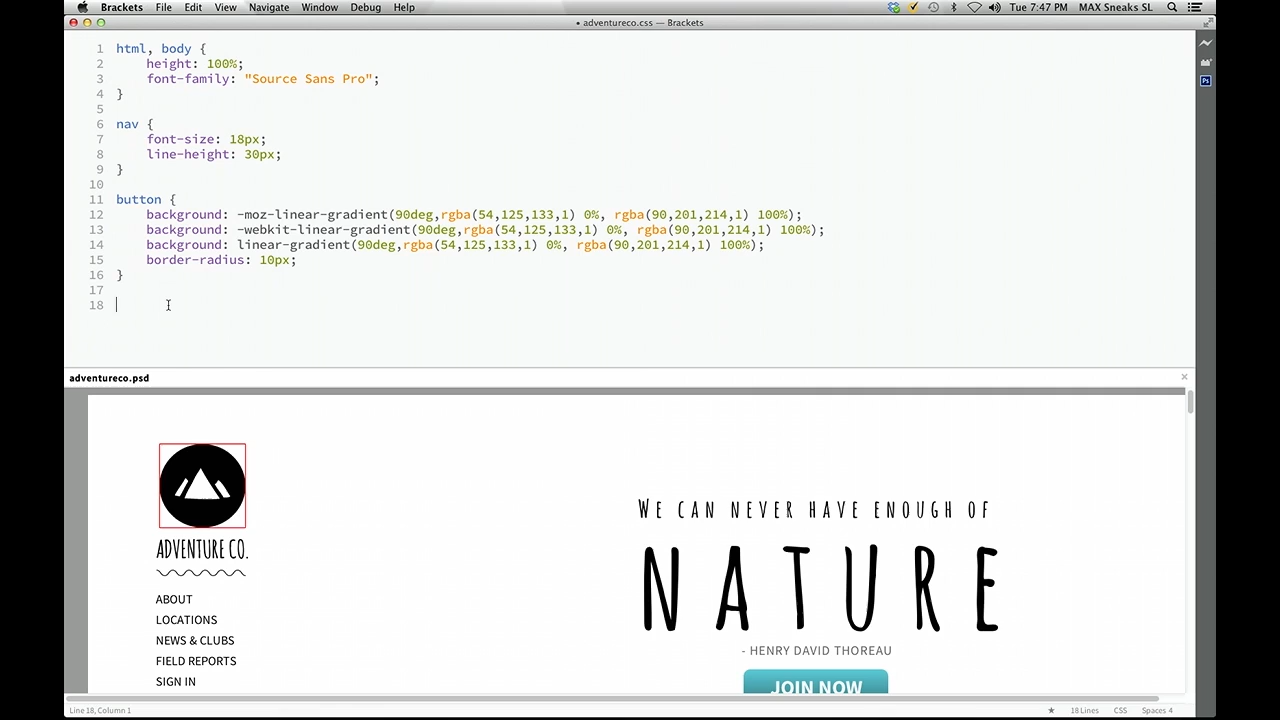 Brackets File Edit View Navigate Window Debug Help Tue 7:47 PM MAX Sneaks SL
• adventureco.css — Brackets
1 html, body {
2 height: 100%;
3 font-family: "Source Sans Pro";
4 }
5
6 nav {
7 font-size: 18px;
8 line-height: 30px;
9 }
10
11 button {
12 background: -moz-linear-gradient(90deg,rgba(54,125,133,1) 0%, rgba(90,201,214,1) 100%);
13 background: -webkit-linear-gradient(90deg,rgba(54,125,133,1) 0%, rgba(90,201,214,1) 100%);
14 background: linear-gradient(90deg,rgba(54,125,133,1) 0%, rgba(90,201,214,1) 100%);
15 border-radius: 10px;
16 }
17
18
Ps
adventureco.psd
ADVENTURE CO.
ABOUT
LOCATIONS
NEWS & CLUBS
FIELD REPORTS
SIGN IN
WE CAN NEVER HAVE ENOUGH OF
NATURE
- HENRY DAVID THOREAU
JOIN NOW
Line 18, Column 1 18 Lines CSS Spaces 4